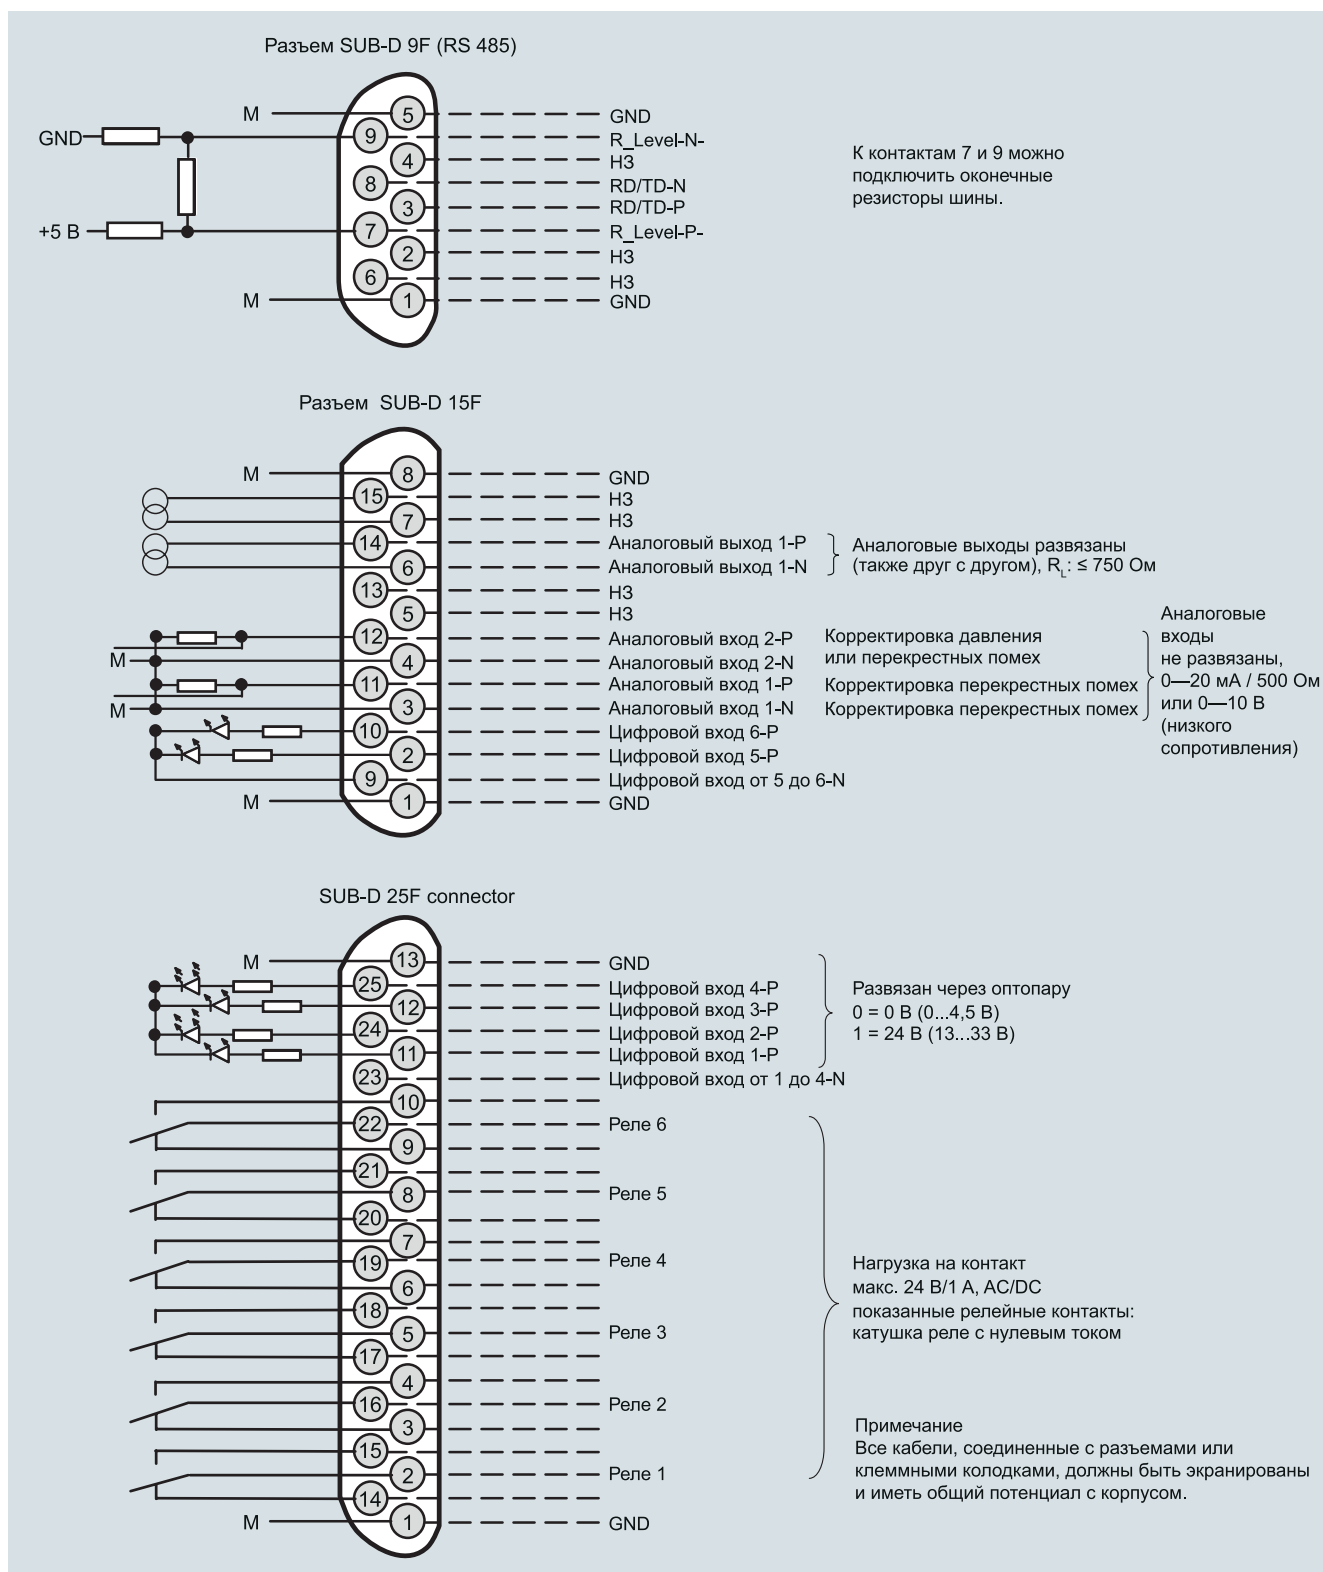 Разъем SUB-D 9F (RS 485)
M 5 GND
GND 9 R_Level-N-
4 НЗ
8 RD/TD-N
3 RD/TD-P
+5 В 7 R_Level-P-
2 НЗ
6 НЗ
M 1 GND
К контактам 7 и 9 можно
подключить оконечные
резисторы шины.
Разъем SUB-D 15F
M 8 GND
15 НЗ
7 НЗ
14 Аналоговый выход 1-P
6 Аналоговый выход 1-N
Аналоговые выходы развязаны
(также друг с другом), RL: ≤ 750 Ом
13 НЗ
5 НЗ
12 Аналоговый вход 2-P
M 4 Аналоговый вход 2-N
Корректировка давления
или перекрестных помех
11 Аналоговый вход 1-P Корректировка перекрестных помех
M 3 Аналоговый вход 1-N Корректировка перекрестных помех
Аналоговые
входы
не развязаны,
0—20 мА / 500 Ом
или 0—10 В
(низкого
сопротивления)
10 Цифровой вход 6-P
2 Цифровой вход 5-P
9 Цифровой вход от 5 до 6-N
M 1 GND
SUB-D 25F connector
M 13 GND
25 Цифровой вход 4-P
12 Цифровой вход 3-P
24 Цифровой вход 2-P
11 Цифровой вход 1-P
23 Цифровой вход от 1 до 4-N
Развязан через оптопару
0 = 0 В (0...4,5 В)
1 = 24 В (13...33 В)
10
22 Реле 6
9
21
8 Реле 5
20
7
19 Реле 4
6
18
5 Реле 3
17
4
16 Реле 2
3
15
2 Реле 1
14
M 1 GND
Нагрузка на контакт
макс. 24 В/1 А, AC/DC
показанные релейные контакты:
катушка реле с нулевым током
Примечание
Все кабели, соединенные с разъемами или
клеммными колодками, должны быть экранированы
и иметь общий потенциал с корпусом.